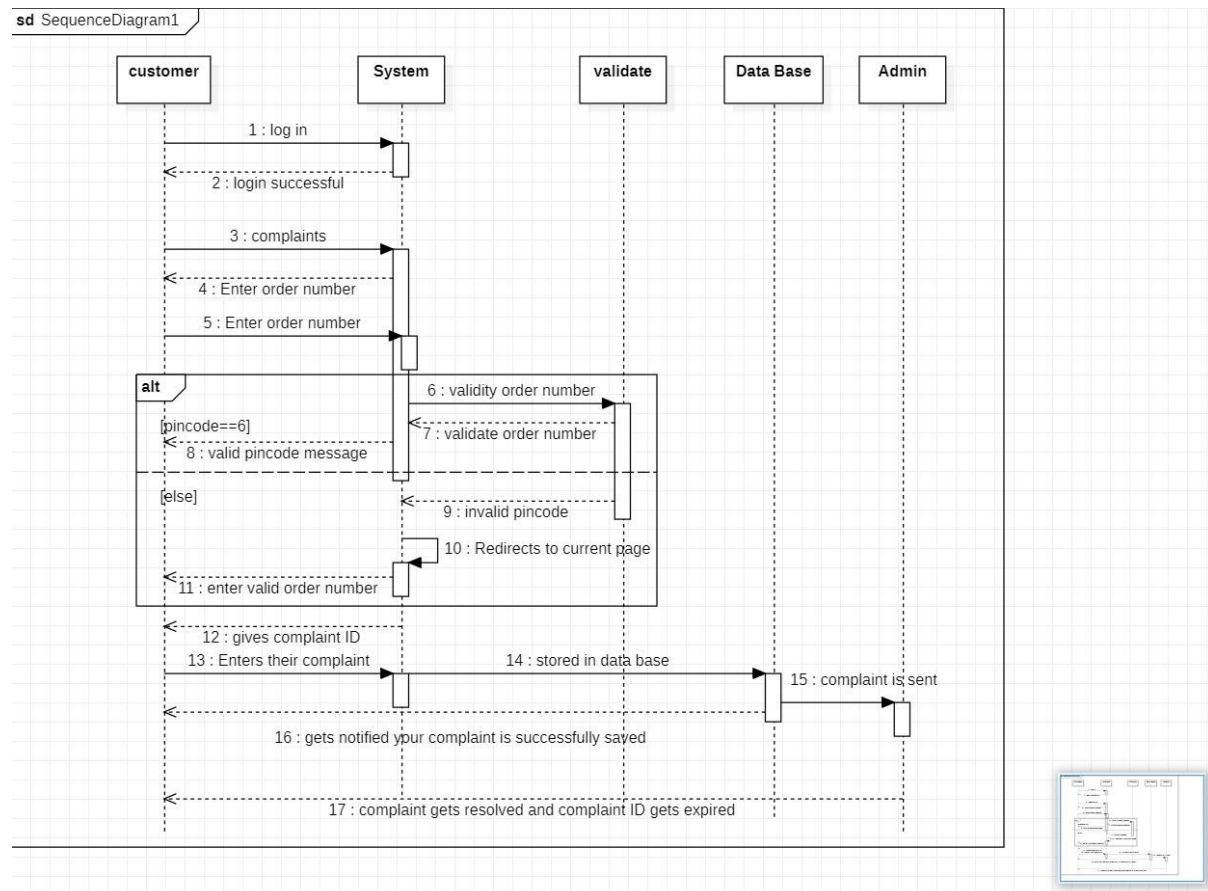 sd SequenceDiagram1
customer
System
validate
Data Base
Admin
1 : log in
2 : login successful
3 : complaints
4 : Enter order number
5 : Enter order number
alt
6 : validity order number
[pincode==6]
7 : validate order number
8 : valid pincode message
[else]
9 : invalid pincode
10 : Redirects to current page
11 : enter valid order number
12 : gives complaint ID
13 : Enters their complaint
14 : stored in data base
15 : complaint is sent
16 : gets notified your complaint is successfully saved
17 : complaint gets resolved and complaint ID gets expired